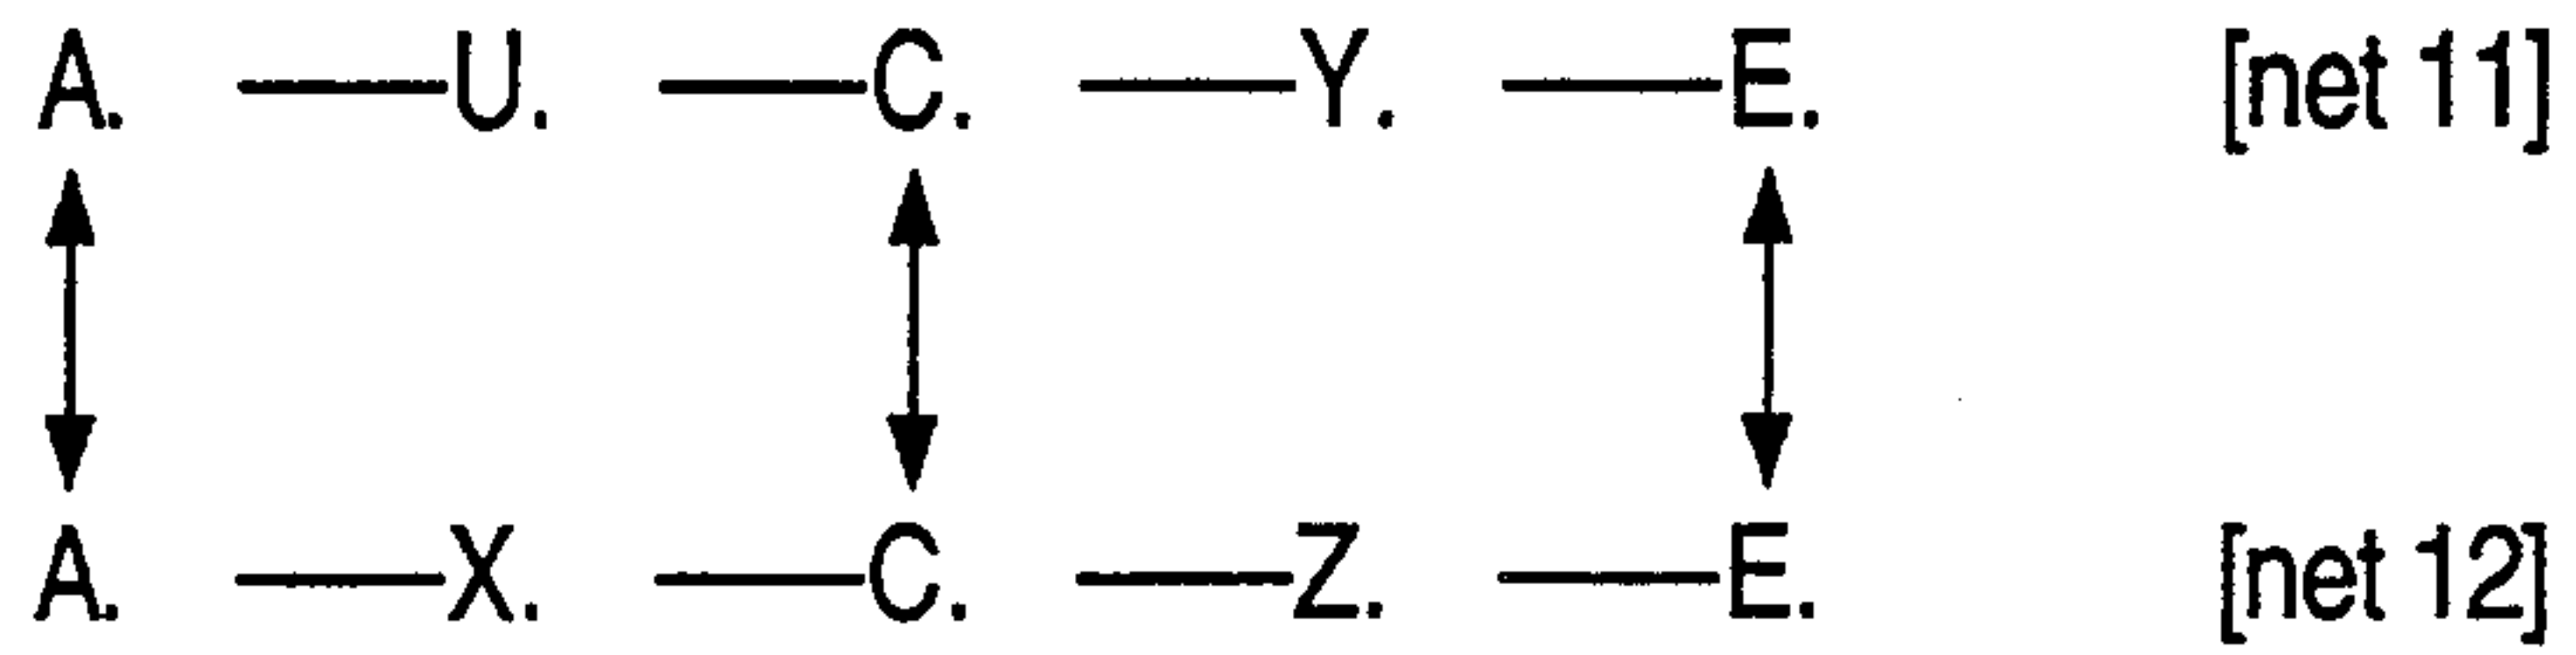 A. U. C. Y. E. [net 11]
A. X. C. Z. E. [net 12]